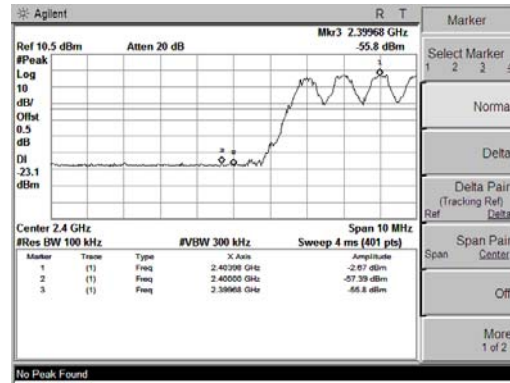 Agilent R T
Mkr3 2.39968 GHz
Ref 10.5 dBm Atten 20 dB -55.8 dBm
#Peak
Log
10
dB/
Offst
0.5
dB
DI
-23.1
dBm
1
Center 2.4 GHz Span 10 MHz
#Res BW 100 kHz #VBW 300 kHz Sweep 4 ms (401 pts)
Marker Trace Type X Axis Amplitude
1 (1) Freq 2.40398 GHz -2.67 dBm
2 (1) Freq 2.40000 GHz -57.39 dBm
3 (1) Freq 2.39968 GHz -55.8 dBm
No Peak Found
Marker
Select Marker
1 2 3
Norma
Delta
Delta Pair
(Tracking Ref)
Ref Delta
Span Pair
Span Center
Off
More
1 of 2